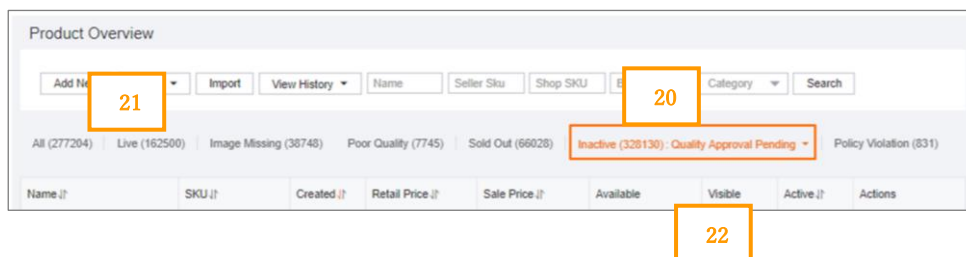 Product Overview
Add Ne Import View History Name Seller Sku Shop SKU Category Search
21 20
All (277204) Live (162500) Image Missing (38748) Poor Quality (7745) Sold Out (66028) Inactive (328130) : Quality Approval Pending Policy Violation (831)
Name SKU Created Retail Price Sale Price Available Visible Active Actions
22